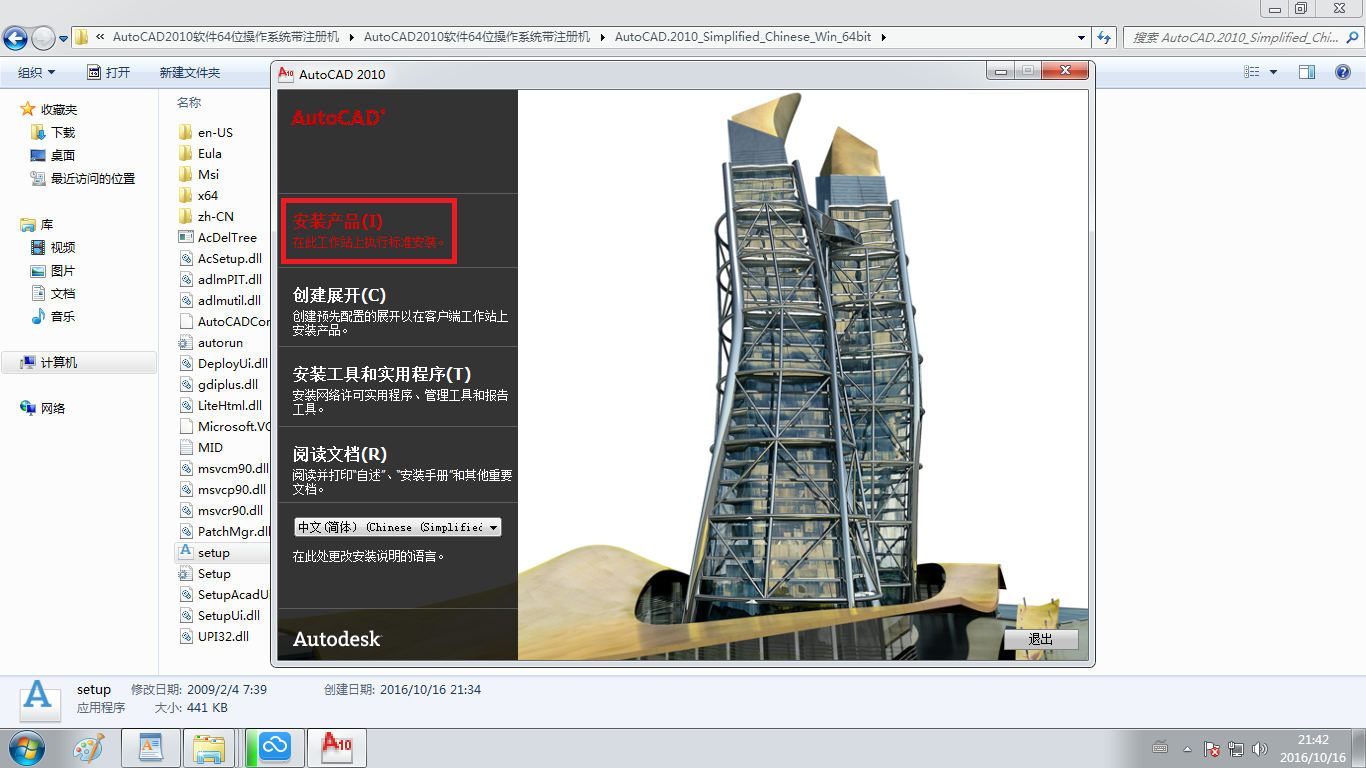 AutoCAD2010软件64位操作系统带注册机
AutoCAD2010软件64位操作系统带注册机
AutoCAD.2010_Simplified_Chinese_Win_64bit
搜索 AutoCAD.2010_Simplified_Chi...
组织
打开
新建文件夹
收藏夹
下载
桌面
最近访问的位置
库
视频
图片
文档
音乐
计算机
网络
名称
en-US
Eula
Msi
x64
zh-CN
AcDelTree
AcSetup.dll
adlmPIT.dll
adlmutil.dll
AutoCADCor
autorun
DeployUi.dll
gdiplus.dll
LiteHtml.dll
Microsoft.VC
MID
msvcm90.dll
msvcp90.dll
msvcr90.dll
PatchMgr.dll
setup
Setup
SetupAcadU
SetupUi.dll
UPI32.dll
AutoCAD 2010
AutoCAD
安装产品(I)
在此工作站上执行标准安装。
创建展开(C)
创建预先配置的展开以在客户端工作站上
安装产品。
安装工具和实用程序(T)
安装网络许可实用程序、管理工具和报告
工具。
阅读文档(R)
阅读并打印"自述"、"安装手册"和其他重要
文档。
中文(简体) (Chinese (Simplified
在此处更改安装说明的语言。
Autodesk
退出
setup 修改日期: 2009/2/4 7:39 创建日期: 2016/10/16 21:34
应用程序 大小: 441 KB
21:42
2016/10/16